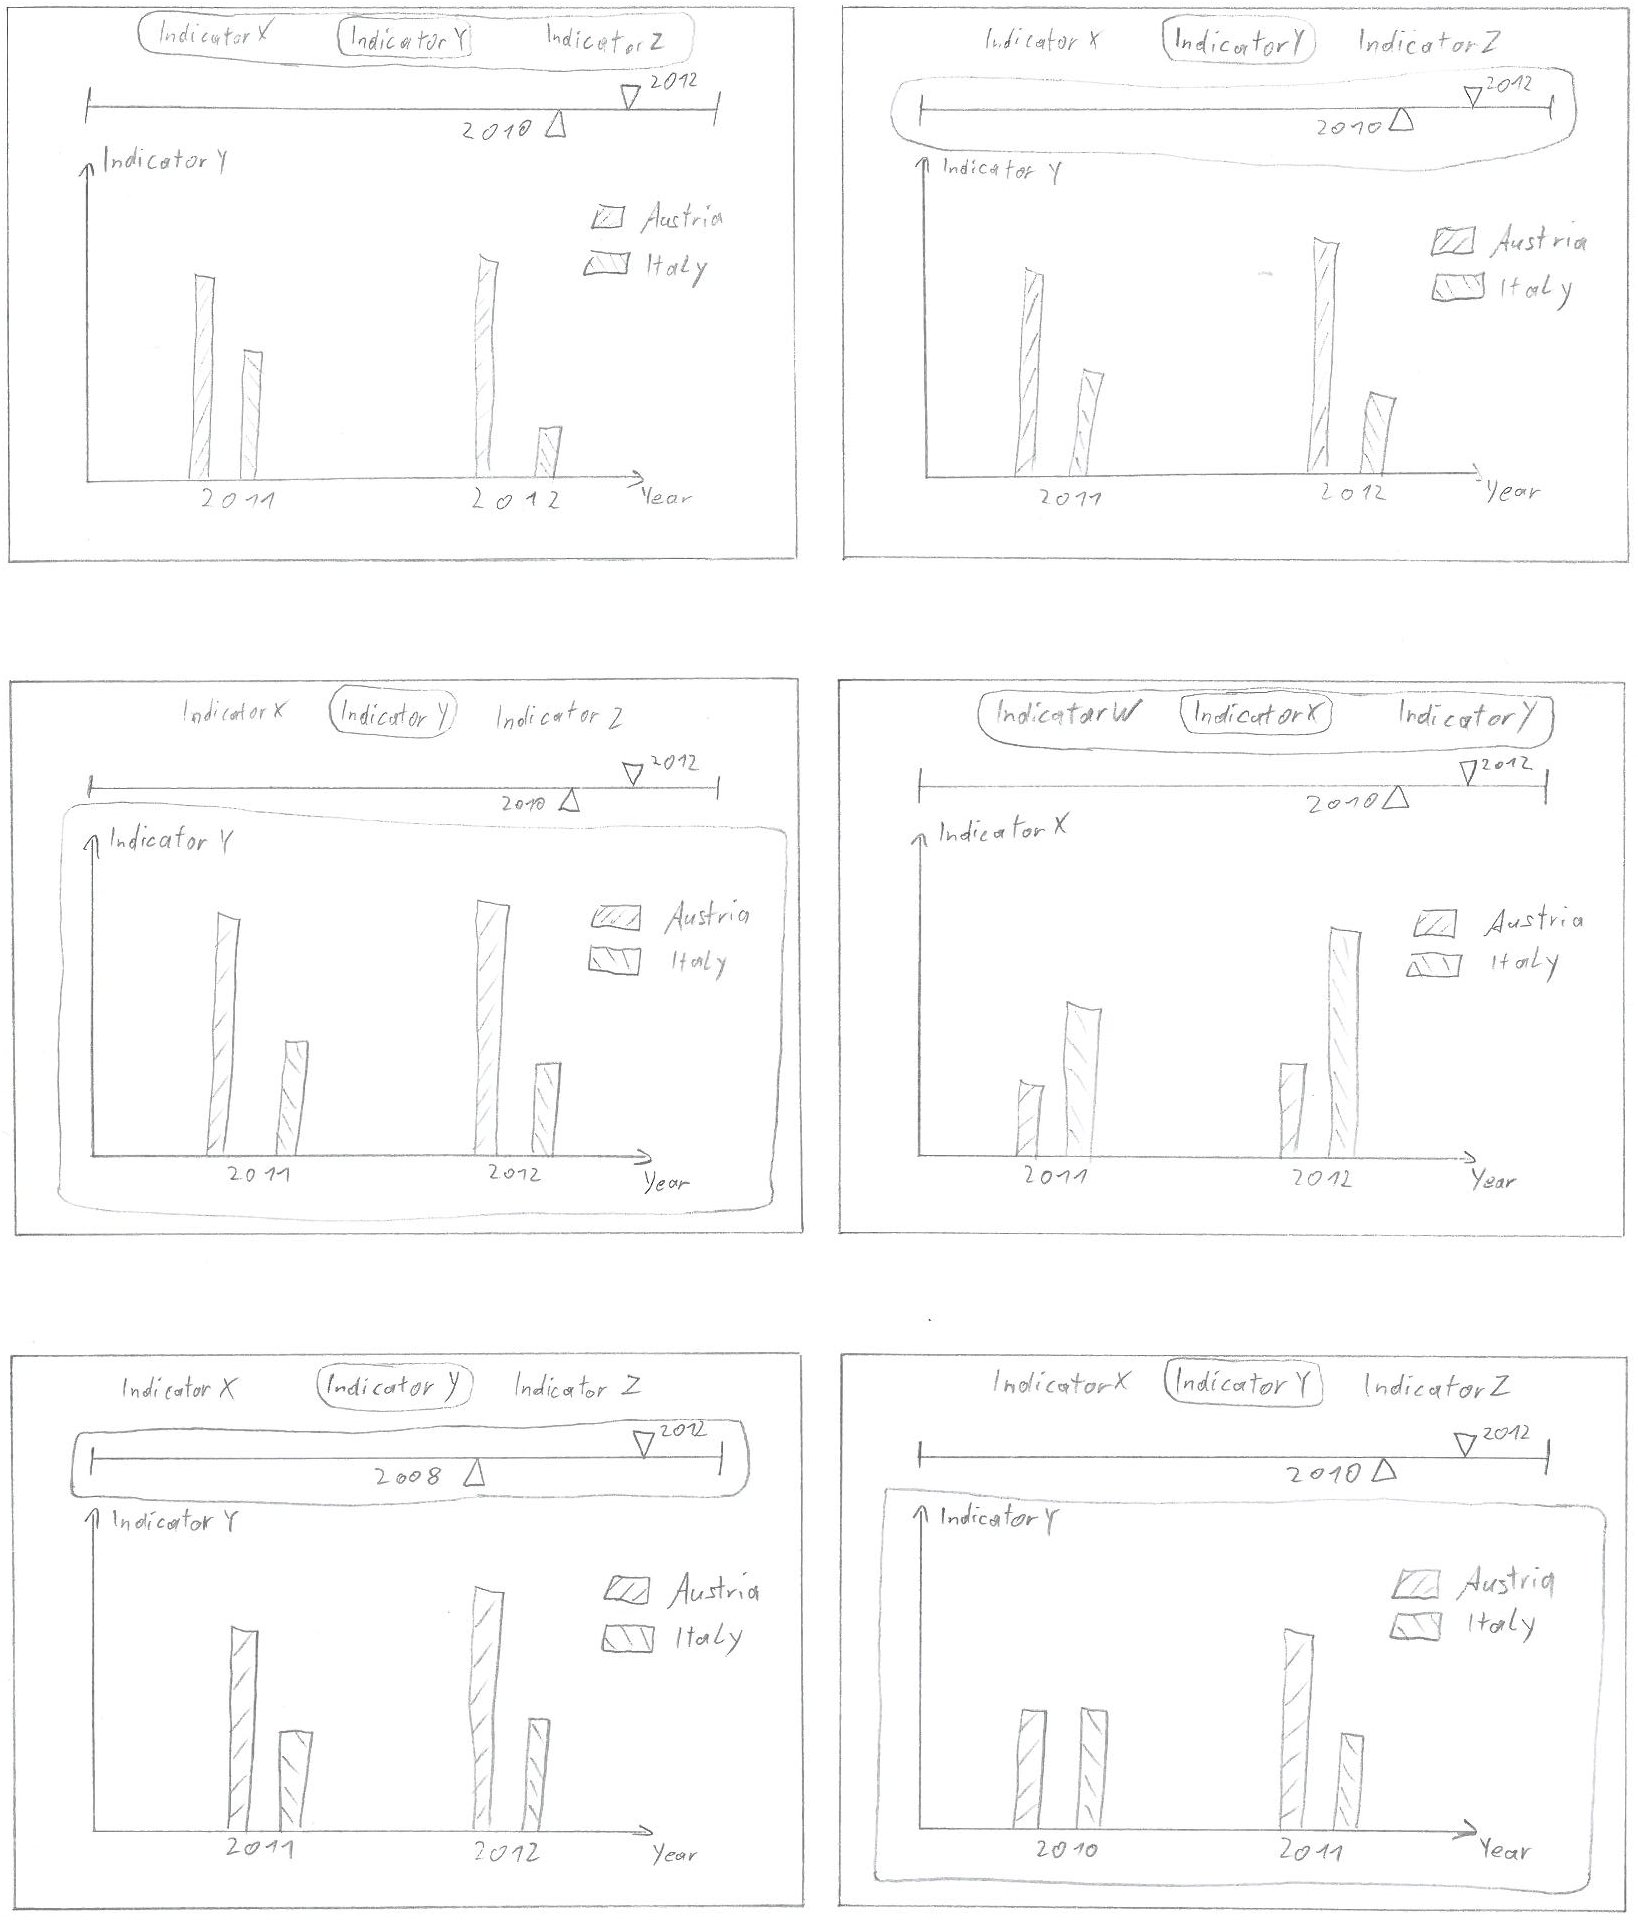 Indicator X Indicator Y Indicator Z
2012
2010
Indicator Y
Austria
Italy
2011 2012 Year
Indicator X Indicator Y Indicator Z
2012
2010
Indicator Y
Austria
Italy
2011 2012 Year
Indicator X Indicator Y Indicator Z
2012
2010
Indicator Y
Austria
Italy
2011 2012 Year
Indicator W Indicator X Indicator Y
2012
2010
Indicator X
Austria
Italy
2011 2012 Year
Indicator X Indicator Y Indicator Z
2012
2008
Indicator Y
Austria
Italy
2011 2012 Year
Indicator X Indicator Y Indicator Z
2012
2010
Indicator Y
Austria
Italy
2010 2011 Year